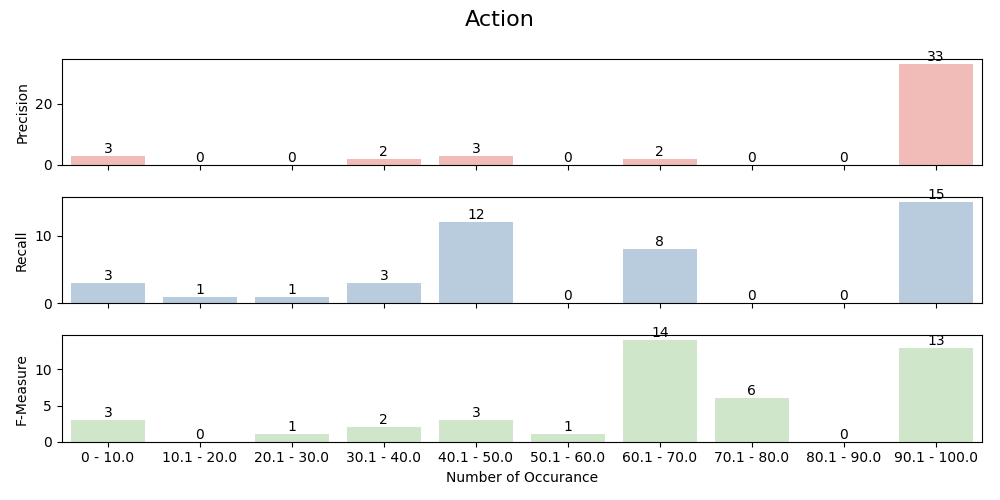 Action
Precision
20
0
3 0 0 2 3 0 2 0 0 33
Recall
10
0
3 1 1 3 12 0 8 0 0 15
F-Measure
10
5
0
3 0 1 2 3 1 14 6 0 13
0 - 10.0 10.1 - 20.0 20.1 - 30.0 30.1 - 40.0 40.1 - 50.0 50.1 - 60.0 60.1 - 70.0 70.1 - 80.0 80.1 - 90.0 90.1 - 100.0
Number of Occurance